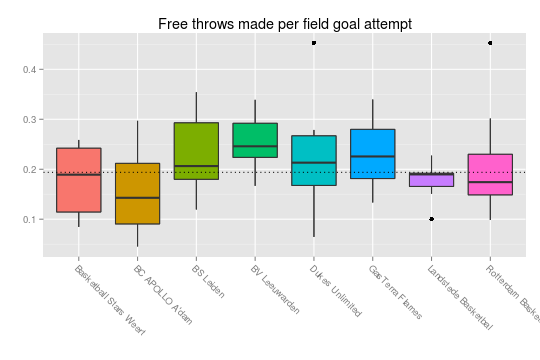 Free throws made per field goal attempt
0.4
0.3
0.2
0.1
Basketball Stars Weert
BC APOLLO A'dam
BS Leiden
BV Leeuwarden
Dukes Unlimited
GasTerra Flames
Landstede Basketbal
Rotterdam Basket